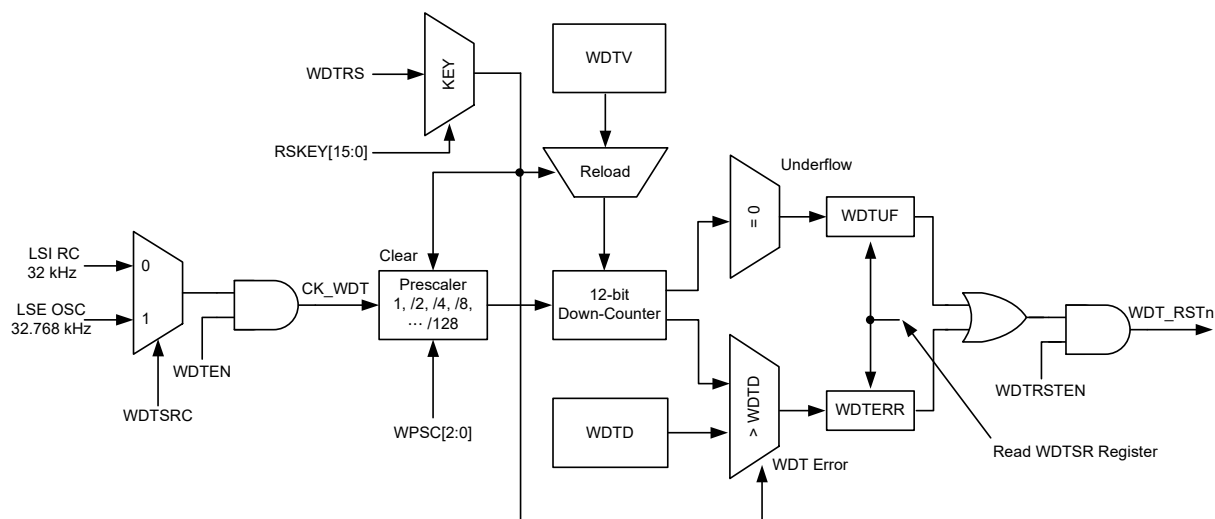 WDTRS
KEY
WDTV
RSKEY[15:0]
Reload
Underflow
= 0
WDTUF
LSI RC
32 kHz
0
Clear
CK_WDT
Prescaler
1, /2, /4, /8,
··· /128
12-bit
Down-Counter
LSE OSC
32.768 kHz
1
WDT_RSTn
WDTEN
WDTSRC
WPSC[2:0]
WDTD
> WDTD
WDTERR
WDTRSTEN
WDT Error
Read WDTSR Register